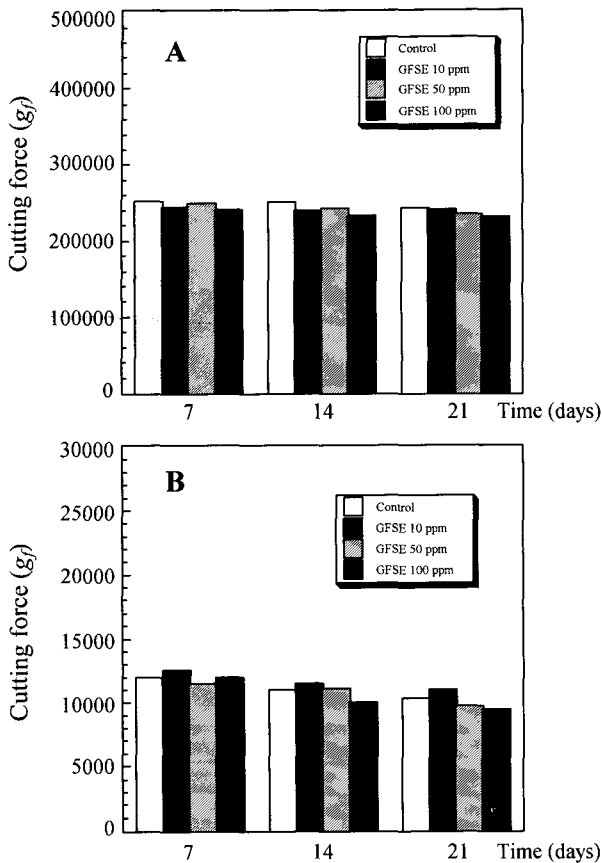 500000
400000
300000
200000
100000
0
Cutting force (gf)
A
Control
GFSE 10 ppm
GFSE 50 ppm
GFSE 100 ppm
7 14 21 Time (days)
30000
25000
20000
15000
10000
5000
0
Cutting force (gf)
B
Control
GFSE 10 ppm
GFSE 50 ppm
GFSE 100 ppm
7 14 21 Time (days)